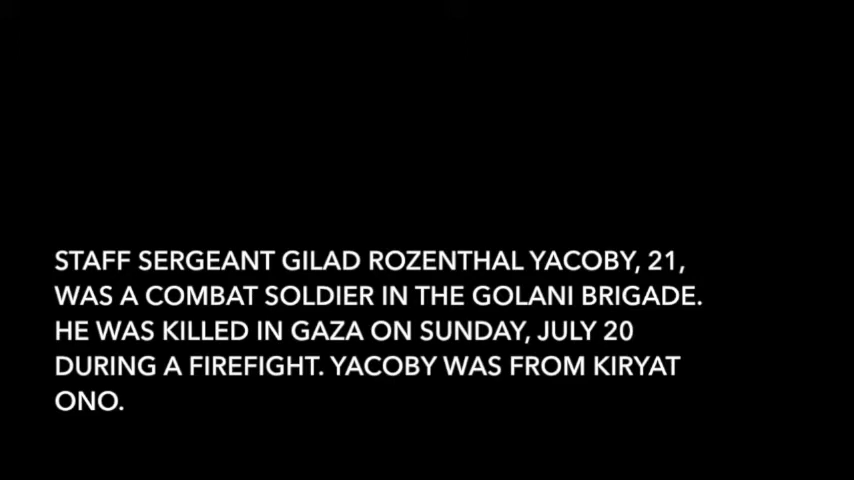 STAFF SERGEANT GILAD ROZENTHAL YACOBY, 21,
WAS A COMBAT SOLDIER IN THE GOLANI BRIGADE.
HE WAS KILLED IN GAZA ON SUNDAY, JULY 20
DURING A FIREFIGHT. YACOBY WAS FROM KIRYAT
ONO.